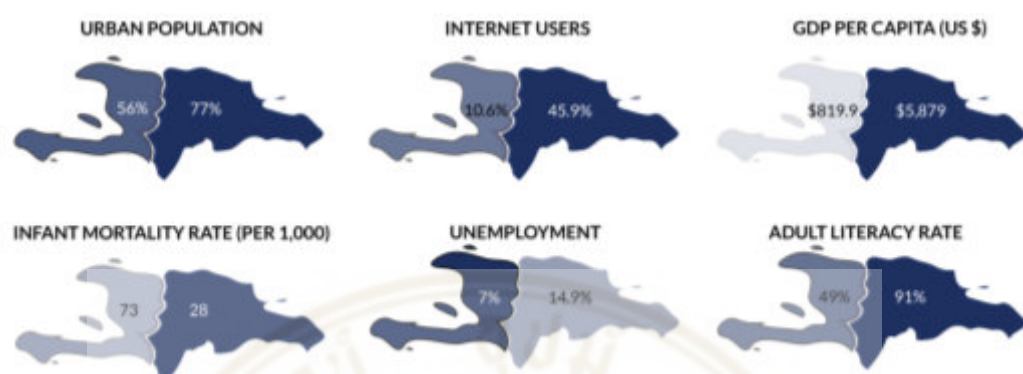 URBAN POPULATION
56% 77%
INTERNET USERS
10.6% 45.9%
GDP PER CAPITA (US $)
$819.9 $5,879
INFANT MORTALITY RATE (PER 1,000)
73 28
UNEMPLOYMENT
7% 14.9%
ADULT LITERACY RATE
49% 91%